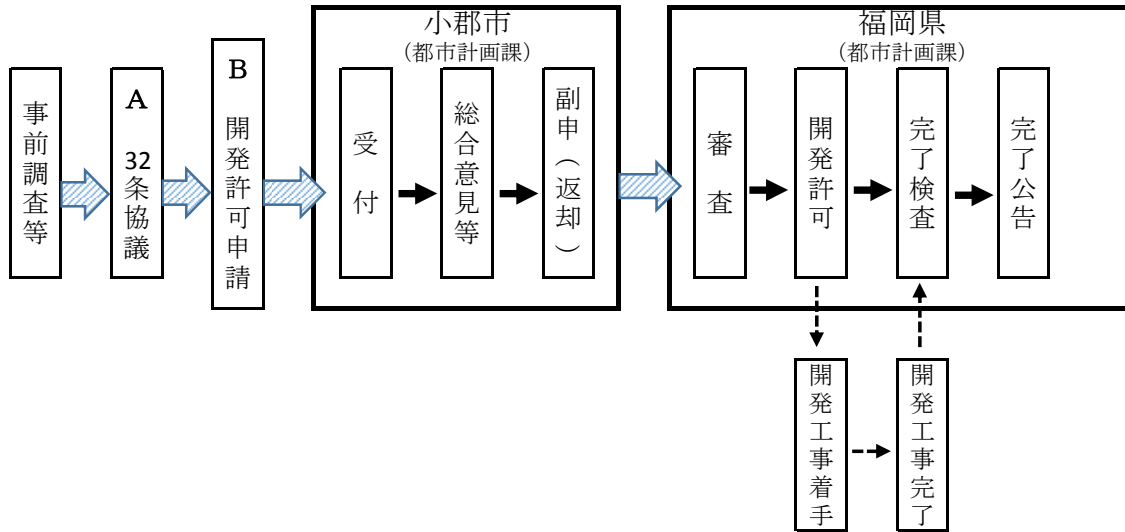 事前調査等
A
32条協議
B
開発許可申請
小郡市
(都市計画課)
受付
総合意見等
副申(返却)
福岡県
(都市計画課)
審査
開発許可
完了検査
完了公告
開発工事着手
開発工事完了